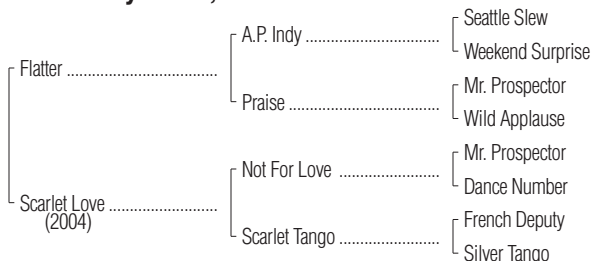 Seattle Slew
A.P. Indy
Weekend Surprise
Flatter
Mr. Prospector
Praise
Wild Applause
Mr. Prospector
Not For Love
Dance Number
Scarlet Love
(2004)
French Deputy
Scarlet Tango
Silver Tango